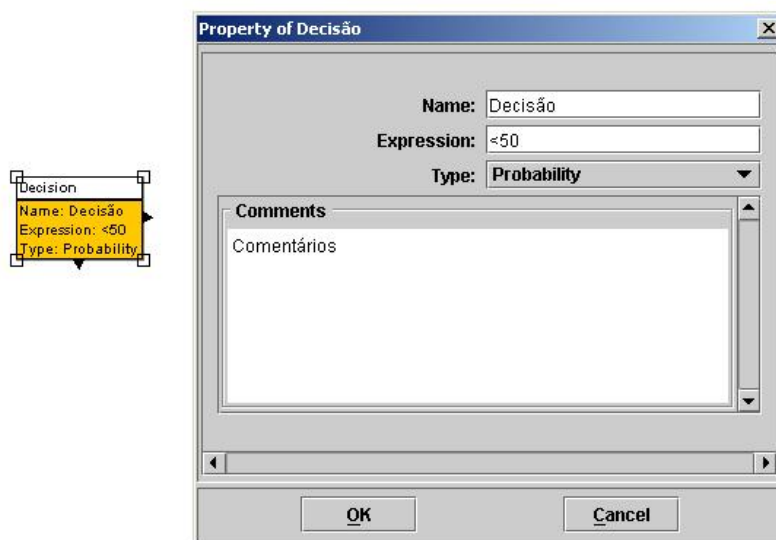 Decision
Name: Decisão
Expression: <50
Type: Probability
Property of Decisão
Name: Decisão
Expression: <50
Type: Probability
Comments
Comentários
OK
Cancel